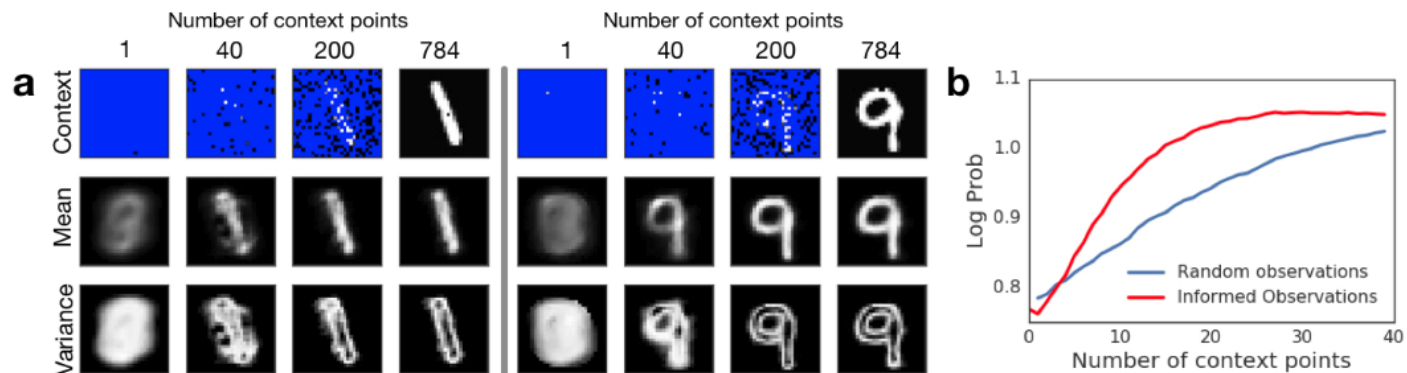 Number of context points
Number of context points
1 40 200 784
1 40 200 784
a
Context
Mean
Variance
b
1.1
1.0
0.9
0.8
Log Prob
Random observations
Informed Observations
0 10 20 30 40
Number of context points